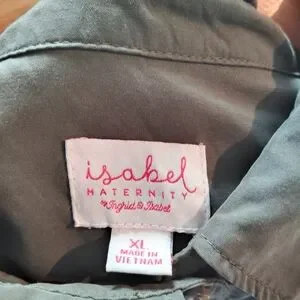 isabel
MATERNITY
by Ingrid & Isabel
XL
MADE IN
VIETNAM